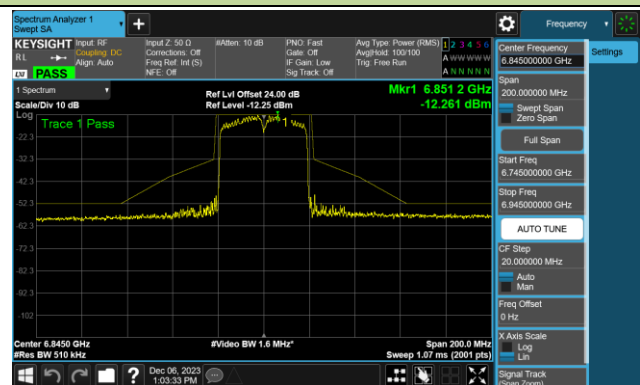 Spectrum Analyzer 1
Swept SA
Frequency
KEYSIGHT Input: RF
R L
Coupling: DC
Align: Auto
LXI PASS
Input Z: 50 Ω
Corrections: Off
Freq Ref: Int (S)
NFE: Off
#Atten: 10 dB
PNO: Fast
Gate: Off
IF Gain: Low
Sig Track: Off
Avg Type: Power (RMS)
Avg|Hold: 100/100
Trig: Free Run
1 2 3 4 5 6
A W W W W W
A N N N N N
1 Spectrum
Scale/Div 10 dB
Ref Lvl Offset 24.00 dB
Ref Level -12.25 dBm
Mkr1 6.851 2 GHz
-12.261 dBm
Log
Trace 1 Pass
1
-22.3
-32.3
-42.3
-52.3
-62.3
-72.3
-82.3
-92.3
-102
Center 6.8450 GHz
#Res BW 510 kHz
#Video BW 1.6 MHz*
Span 200.0 MHz
Sweep 1.07 ms (2001 pts)
Dec 06, 2023
1:03:33 PM
Center Frequency
6.845000000 GHz
Settings
Span
200.000000 MHz
Swept Span
Zero Span
Full Span
Start Freq
6.745000000 GHz
Stop Freq
6.945000000 GHz
AUTO TUNE
CF Step
20.000000 MHz
Auto
Man
Freq Offset
0 Hz
X Axis Scale
Log
Lin
Signal Track
(Span Zoom)